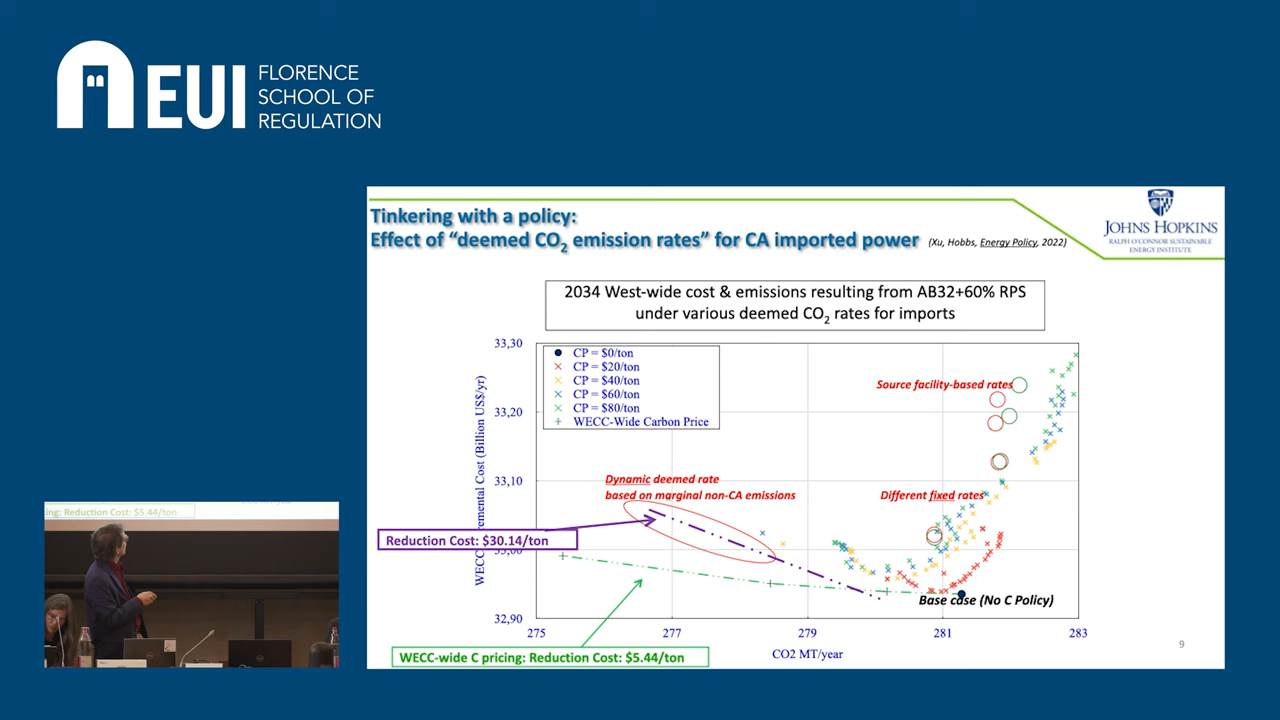 EUI
FLORENCE
SCHOOL OF
REGULATION
Tinkering with a policy:
Effect of “deemed CO2 emission rates” for CA imported power
(Xu, Hobbs, Energy Policy, 2022)
JOHNS HOPKINS
RALPH O'CONNOR SUSTAINABLE
ENERGY INSTITUTE
2034 West-wide cost & emissions resulting from AB32+60% RPS
under various deemed CO2 rates for imports
33,30
33,20
33,10
33,00
32,90
CP = $0/ton
CP = $20/ton
CP = $40/ton
CP = $60/ton
CP = $80/ton
WECC-Wide Carbon Price
Source facility-based rates
Dynamic deemed rate
based on marginal non-CA emissions
Different fixed rates
Reduction Cost: $30.14/ton
Base case (No C Policy)
275
277
279
281
283
CO2 MT/year
WECC-wide C pricing: Reduction Cost: $5.44/ton
9
ing: Reduction Cost: $5.44/ton